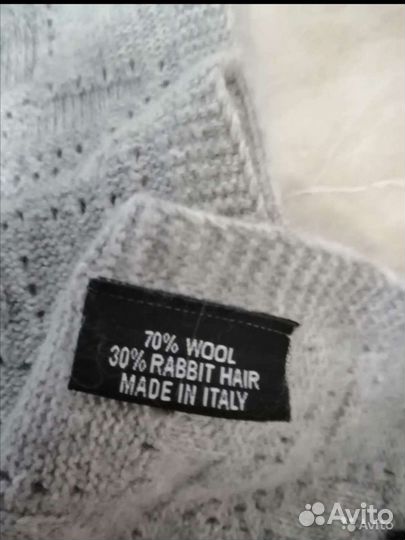 70% WOOL
30% RABBIT HAIR
MADE IN ITALY
Avito